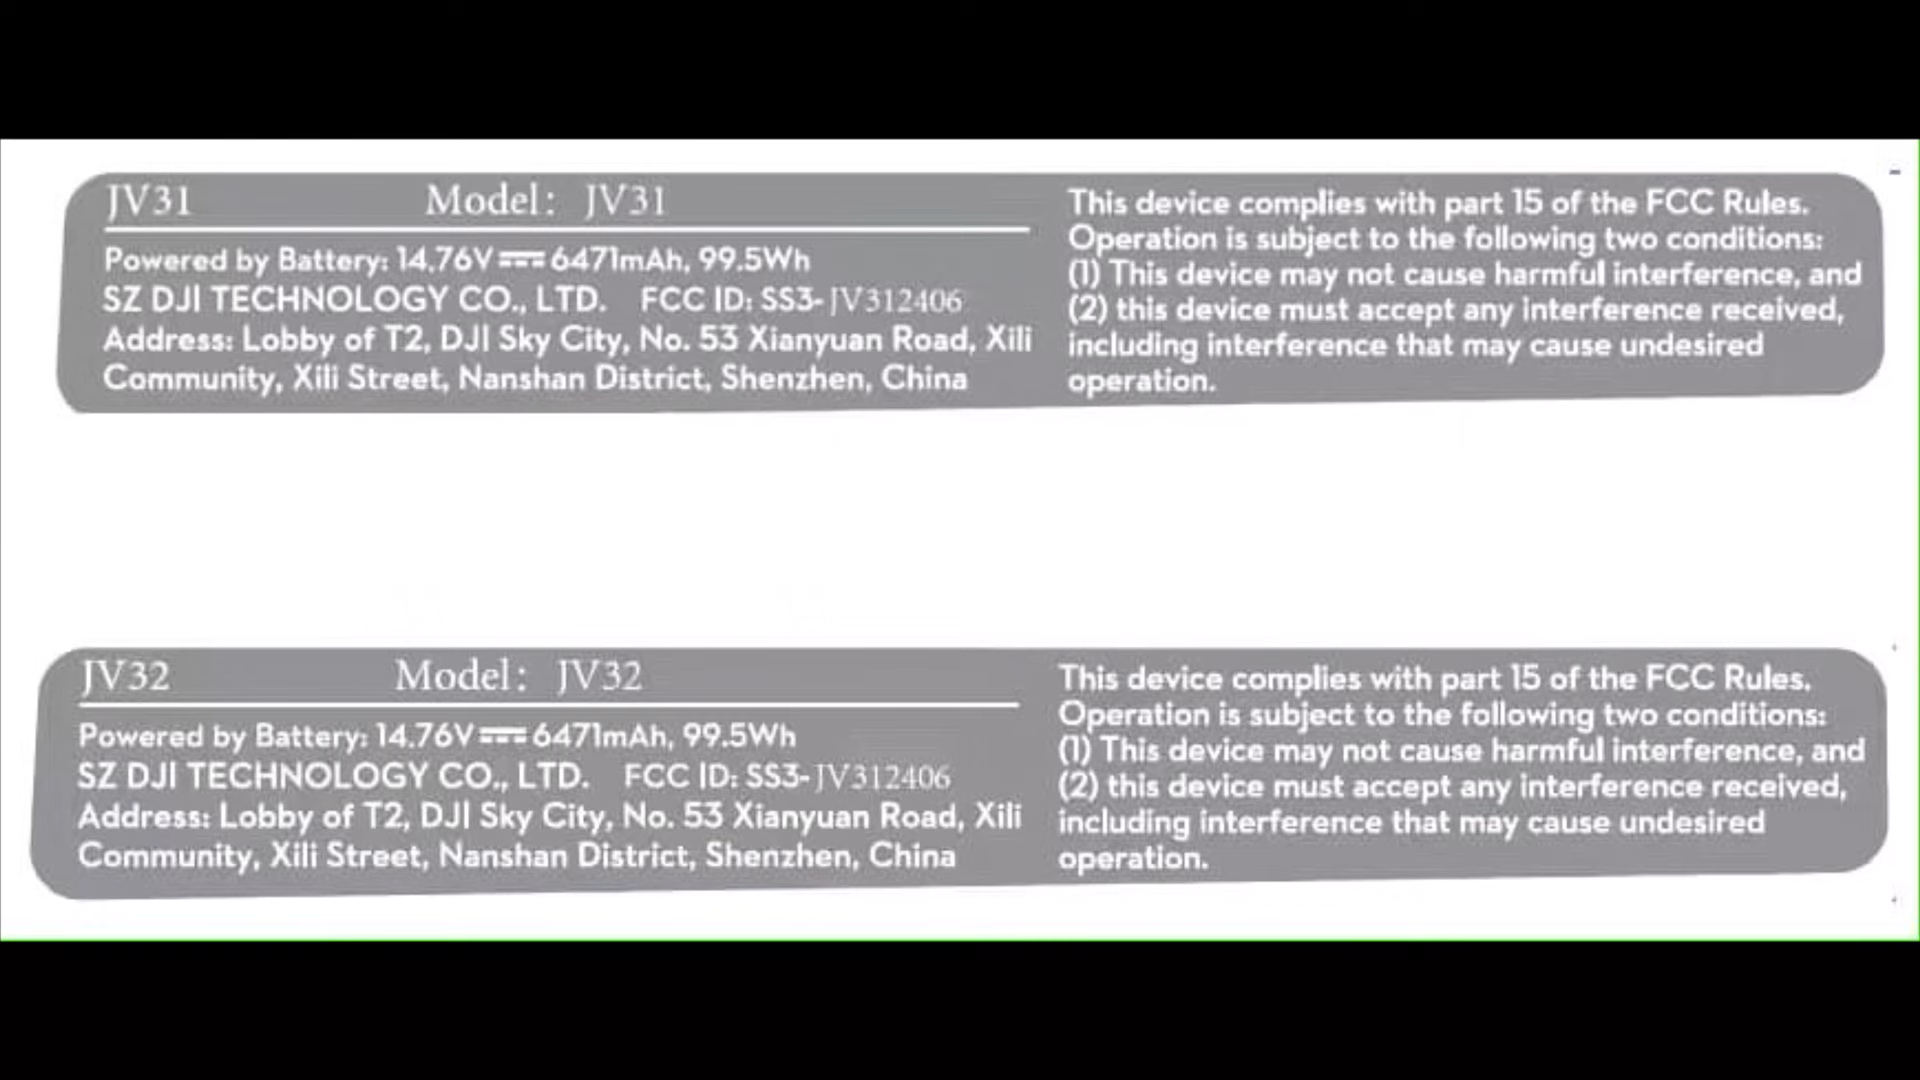 JV31 Model: JV31
Powered by Battery: 14.76V⎓6471mAh, 99.5Wh
SZ DJI TECHNOLOGY CO., LTD. FCC ID: SS3-JV312406
Address: Lobby of T2, DJI Sky City, No. 53 Xianyuan Road, Xili
Community, Xili Street, Nanshan District, Shenzhen, China
This device complies with part 15 of the FCC Rules.
Operation is subject to the following two conditions:
(1) This device may not cause harmful interference, and
(2) this device must accept any interference received,
including interference that may cause undesired
operation.
JV32 Model: JV32
Powered by Battery: 14.76V⎓6471mAh, 99.5Wh
SZ DJI TECHNOLOGY CO., LTD. FCC ID: SS3-JV312406
Address: Lobby of T2, DJI Sky City, No. 53 Xianyuan Road, Xili
Community, Xili Street, Nanshan District, Shenzhen, China
This device complies with part 15 of the FCC Rules.
Operation is subject to the following two conditions:
(1) This device may not cause harmful interference, and
(2) this device must accept any interference received,
including interference that may cause undesired
operation.